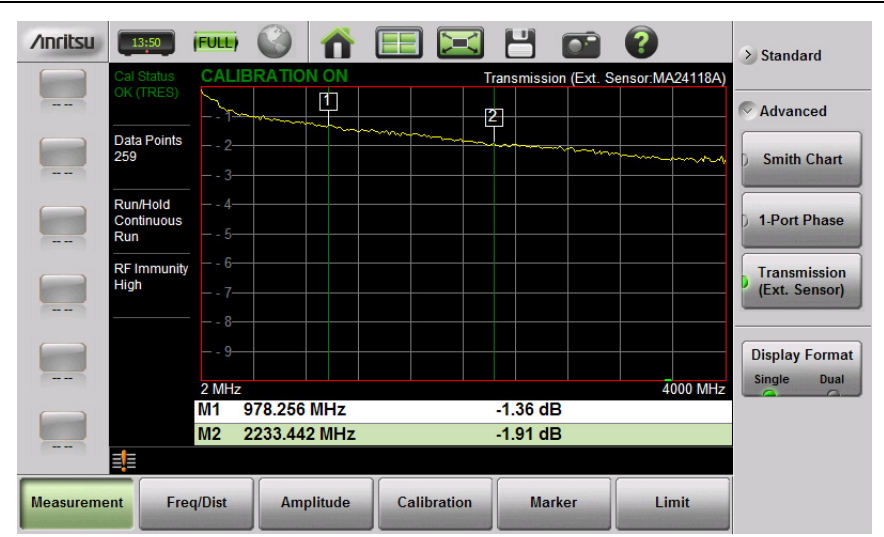 Anritsu
13:50
FULL
?
Standard
Advanced
Smith Chart
1-Port Phase
Transmission
(Ext. Sensor)
Display Format
Single Dual
-- --
-- --
-- --
-- --
-- --
-- --
Cal Status
OK (TRES)
Data Points
259
Run/Hold
Continuous
Run
RF Immunity
High
CALIBRATION ON
Transmission (Ext. Sensor:MA24118A)
1
2
- 1
- 2
- 3
- 4
- 5
- 6
- 7
- 8
- 9
2 MHz
4000 MHz
M1 978.256 MHz -1.36 dB
M2 2233.442 MHz -1.91 dB
Measurement
Freq/Dist
Amplitude
Calibration
Marker
Limit